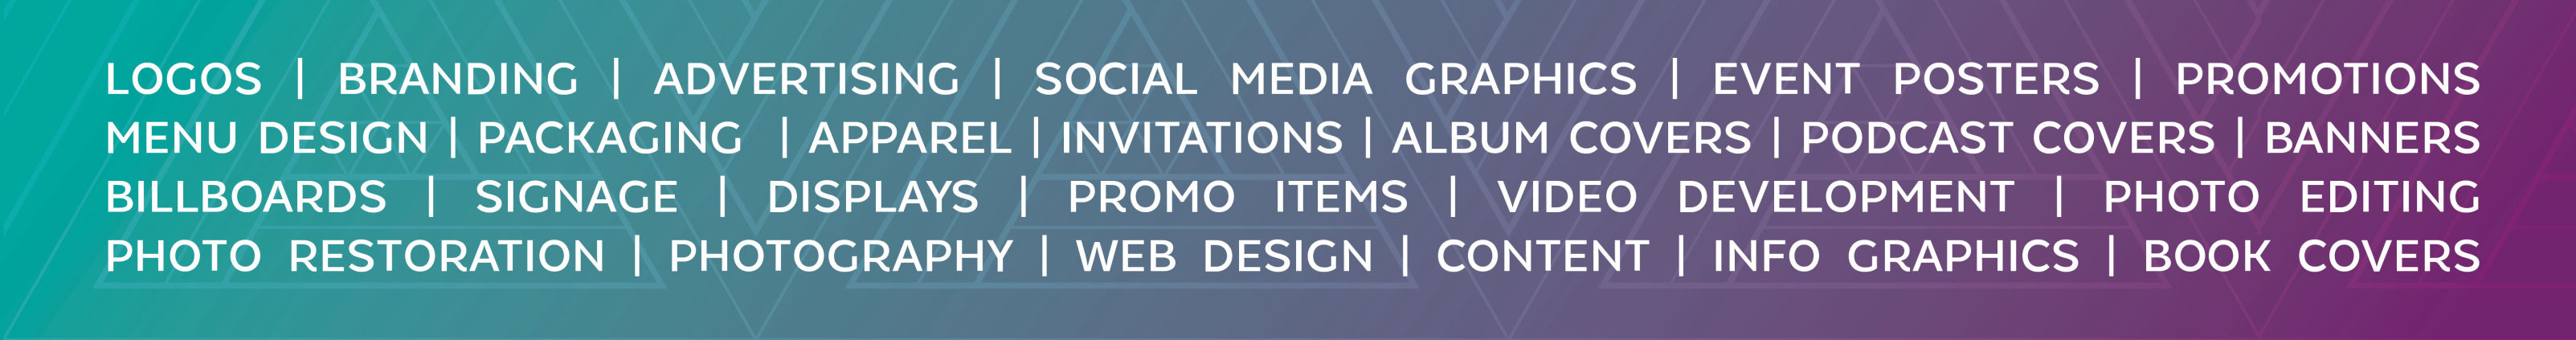 LOGOS | BRANDING | ADVERTISING | SOCIAL MEDIA GRAPHICS | EVENT POSTERS | PROMOTIONS
MENU DESIGN | PACKAGING | APPAREL | INVITATIONS | ALBUM COVERS | PODCAST COVERS | BANNERS
BILLBOARDS | SIGNAGE | DISPLAYS | PROMO ITEMS | VIDEO DEVELOPMENT | PHOTO EDITING
PHOTO RESTORATION | PHOTOGRAPHY | WEB DESIGN | CONTENT | INFO GRAPHICS | BOOK COVERS